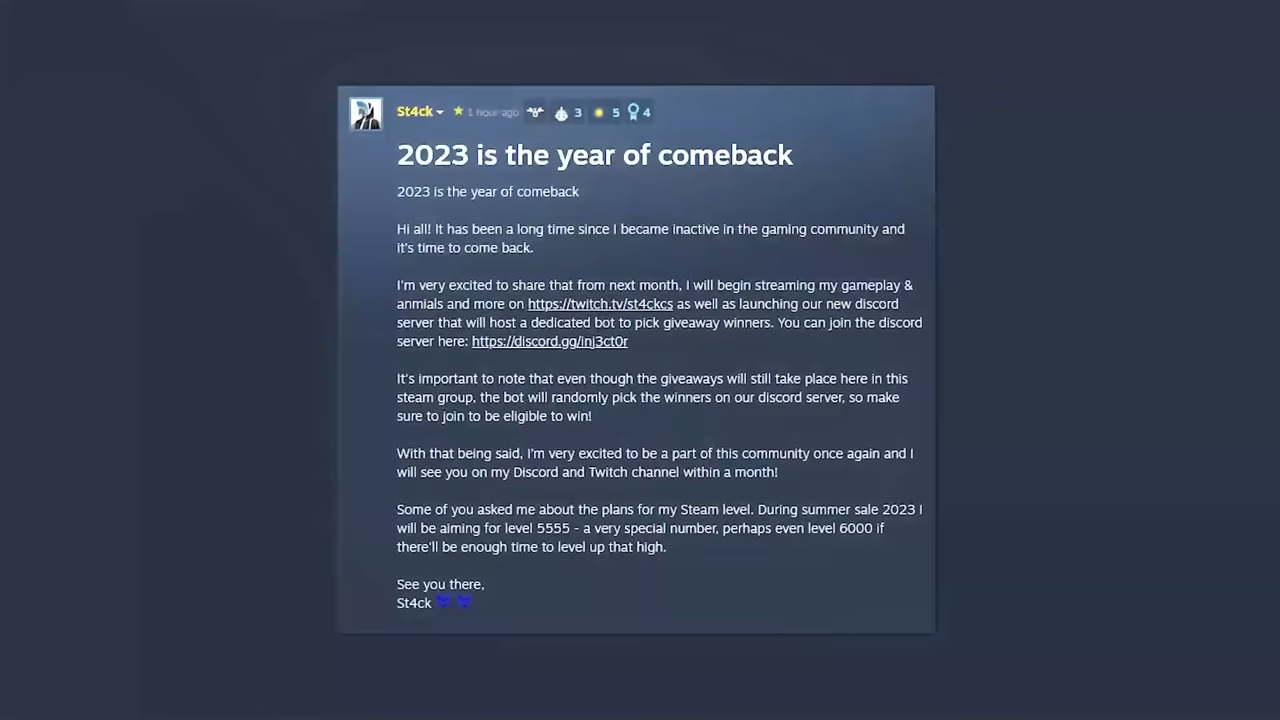 St4ck 1 hour ago 3 5 4
2023 is the year of comeback
2023 is the year of comeback
Hi all! It has been a long time since I became inactive in the gaming community and
it's time to come back.
I'm very excited to share that from next month, I will begin streaming my gameplay &
anmials and more on https://twitch.tv/st4ckcs as well as launching our new discord
server that will host a dedicated bot to pick giveaway winners. You can join the discord
server here: https://discord.gg/inj3ct0r
It's important to note that even though the giveaways will still take place here in this
steam group, the bot will randomly pick the winners on our discord server, so make
sure to join to be eligible to win!
With that being said, I'm very excited to be a part of this community once again and I
will see you on my Discord and Twitch channel within a month!
Some of you asked me about the plans for my Steam level. During summer sale 2023 I
will be aiming for level 5555 - a very special number, perhaps even level 6000 if
there'll be enough time to level up that high.
See you there,
St4ck